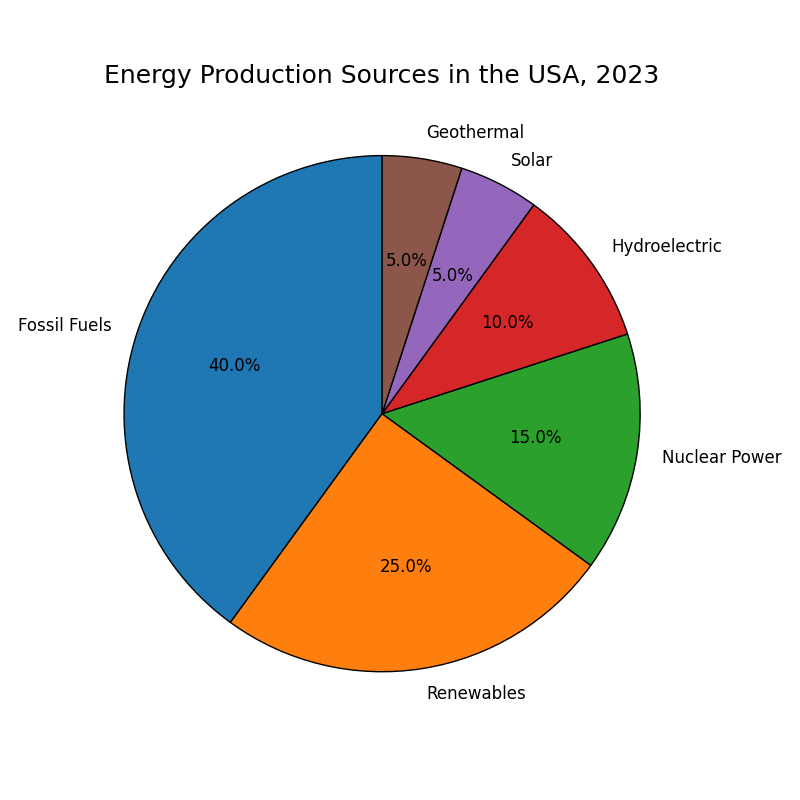 Energy Production Sources in the USA, 2023
Geothermal
Solar
Hydroelectric
Fossil Fuels
Nuclear Power
Renewables
5.0%
5.0%
10.0%
40.0%
15.0%
25.0%